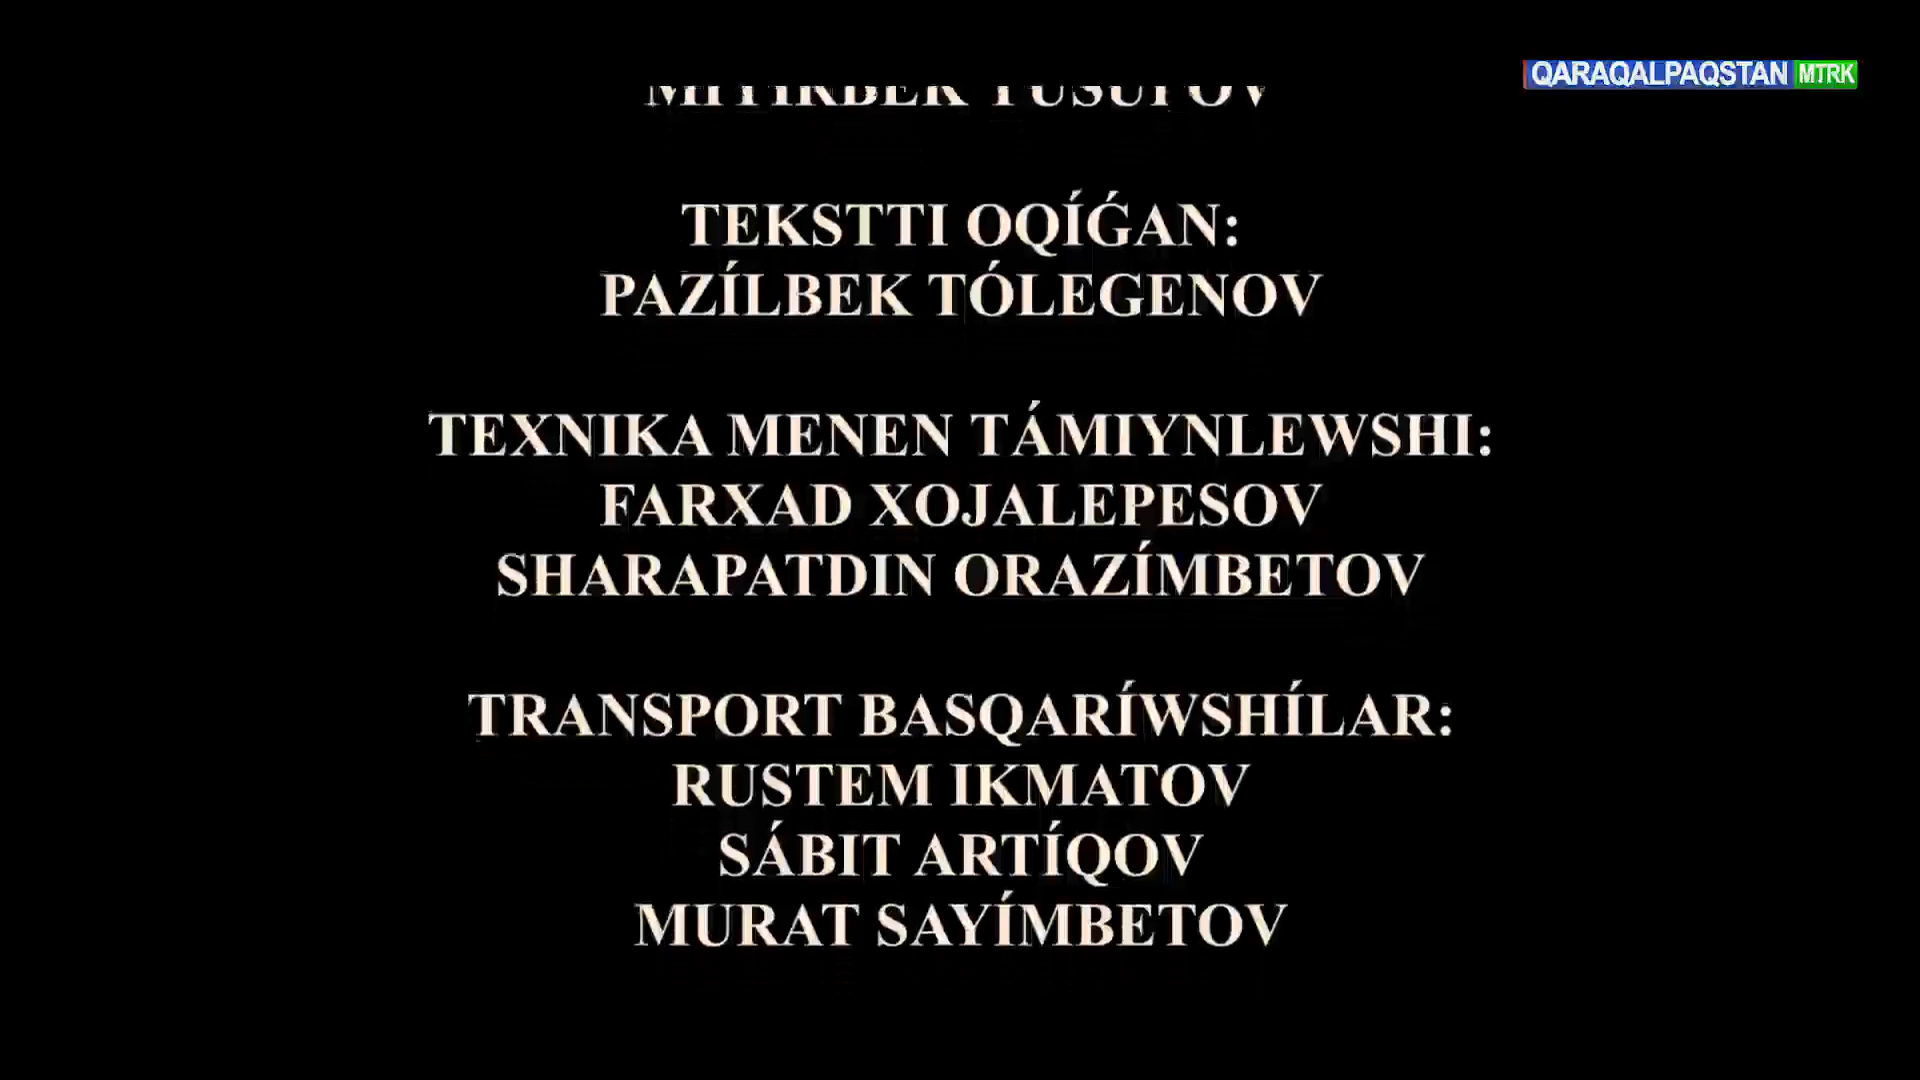 QARAQALPAQSTAN MTRK
TEKSTTI OQÍǴAN:
PAZÍLBEK TÓLEGENOV
TEXNIKA MENEN TÁMIYNLEWSHI:
FARXAD XOJALEPESOV
SHARAPATDIN ORAZÍMBETOV
TRANSPORT BASQARÍWSHÍLAR:
RUSTEM IKMATOV
SÁBIT ARTÍQOV
MURAT SAYÍMBETOV